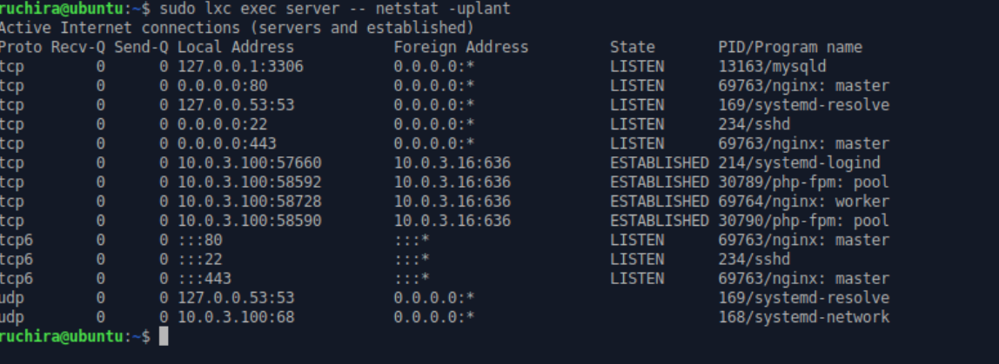 ruchira@ubuntu:~$ sudo lxc exec server -- netstat -uplant
Active Internet connections (servers and established)
Proto Recv-Q Send-Q Local Address Foreign Address State PID/Program name
tcp 0 0 127.0.0.1:3306 0.0.0.0:* LISTEN 13163/mysqld
tcp 0 0 0.0.0.0:80 0.0.0.0:* LISTEN 69763/nginx: master
tcp 0 0 127.0.0.53:53 0.0.0.0:* LISTEN 169/systemd-resolve
tcp 0 0 0.0.0.0:22 0.0.0.0:* LISTEN 234/sshd
tcp 0 0 0.0.0.0:443 0.0.0.0:* LISTEN 69763/nginx: master
tcp 0 0 10.0.3.100:57660 10.0.3.16:636 ESTABLISHED 214/systemd-logind
tcp 0 0 10.0.3.100:58592 10.0.3.16:636 ESTABLISHED 30789/php-fpm: pool
tcp 0 0 10.0.3.100:58728 10.0.3.16:636 ESTABLISHED 69764/nginx: worker
tcp 0 0 10.0.3.100:58590 10.0.3.16:636 ESTABLISHED 30790/php-fpm: pool
tcp6 0 0 :::80 :::* LISTEN 69763/nginx: master
tcp6 0 0 :::22 :::* LISTEN 234/sshd
tcp6 0 0 :::443 :::* LISTEN 69763/nginx: master
udp 0 0 127.0.0.53:53 0.0.0.0:* 169/systemd-resolve
udp 0 0 10.0.3.100:68 0.0.0.0:* 168/systemd-network
ruchira@ubuntu:~$